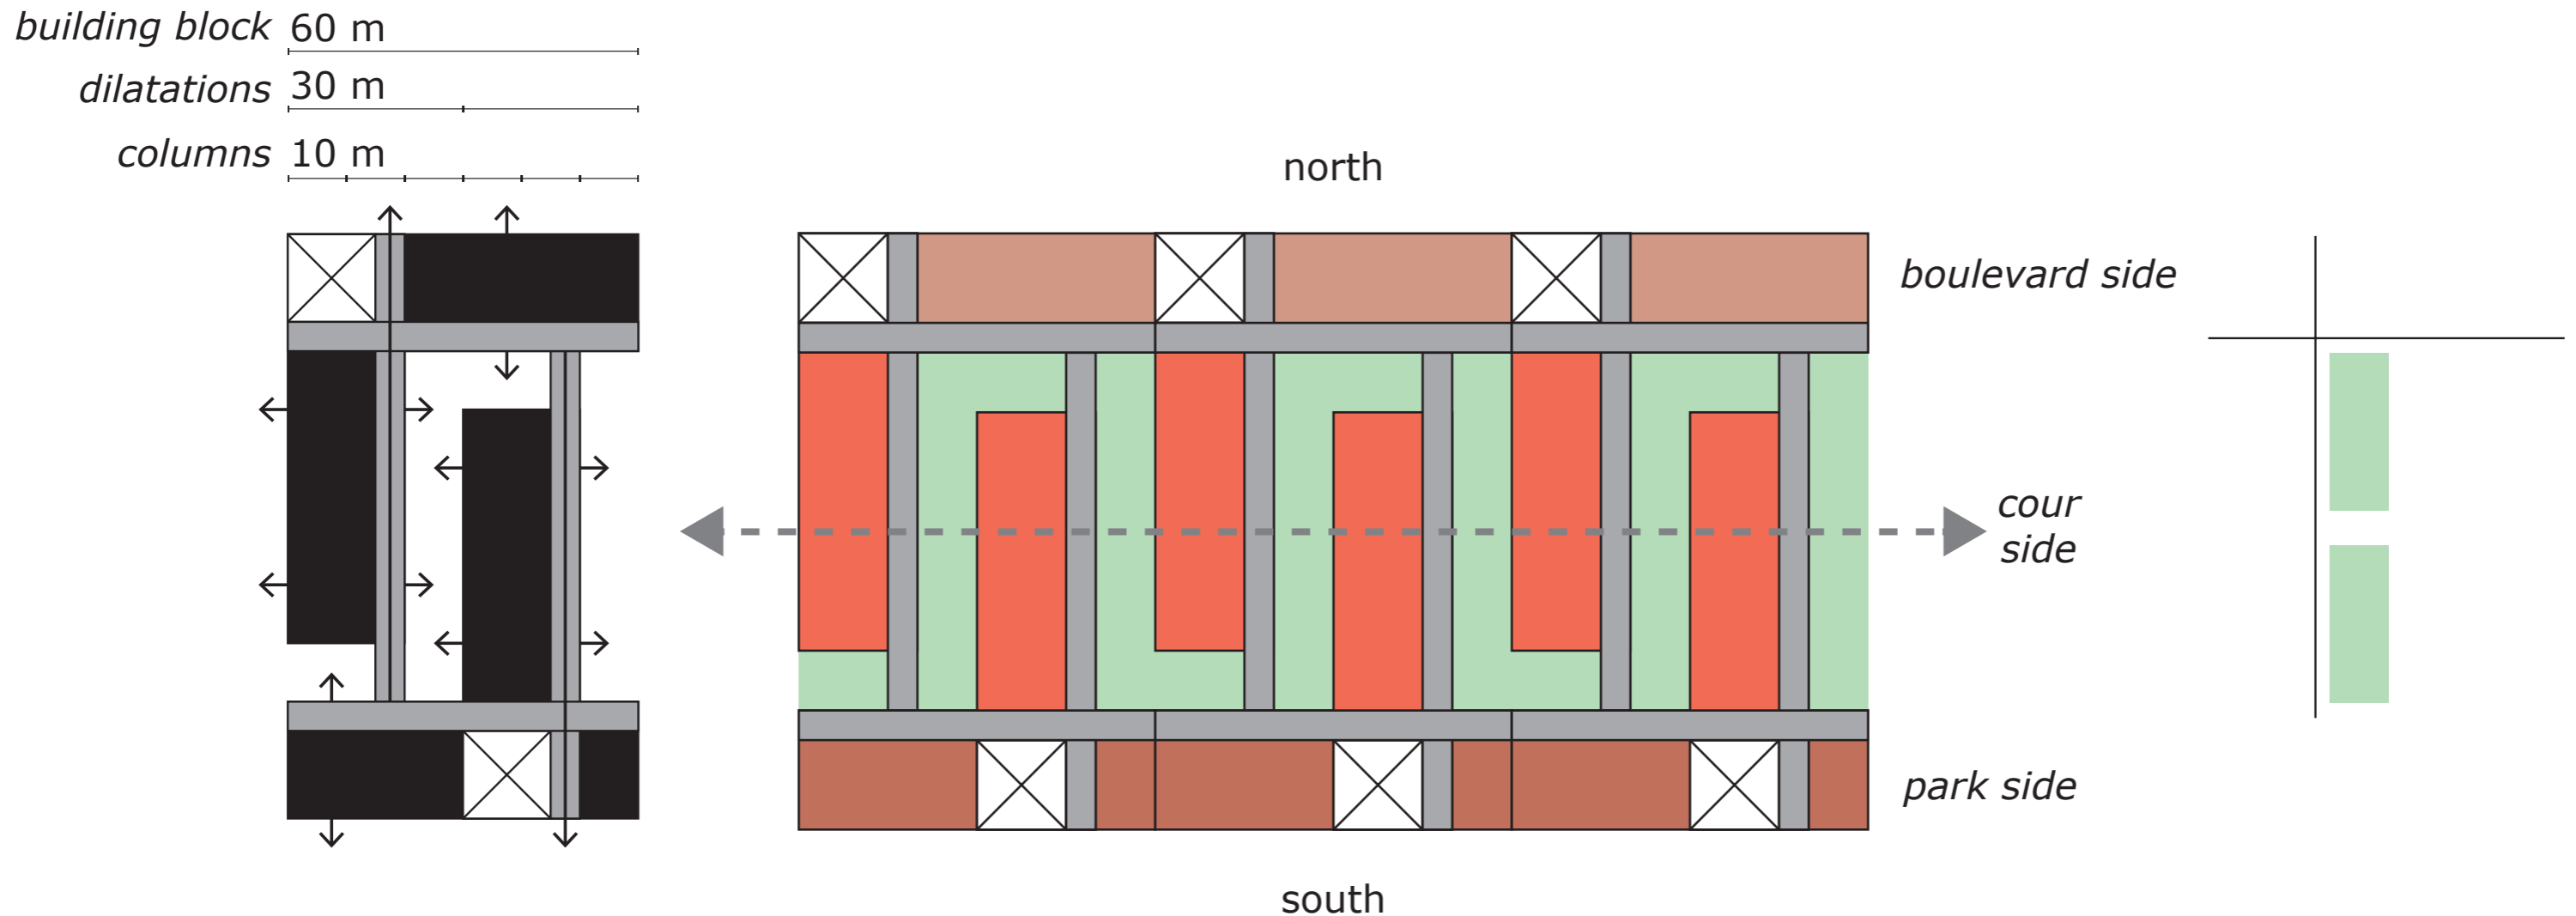 building block 60 m
dilatations 30 m
columns 10 m
north
boulevard side
cour
side
park side
south